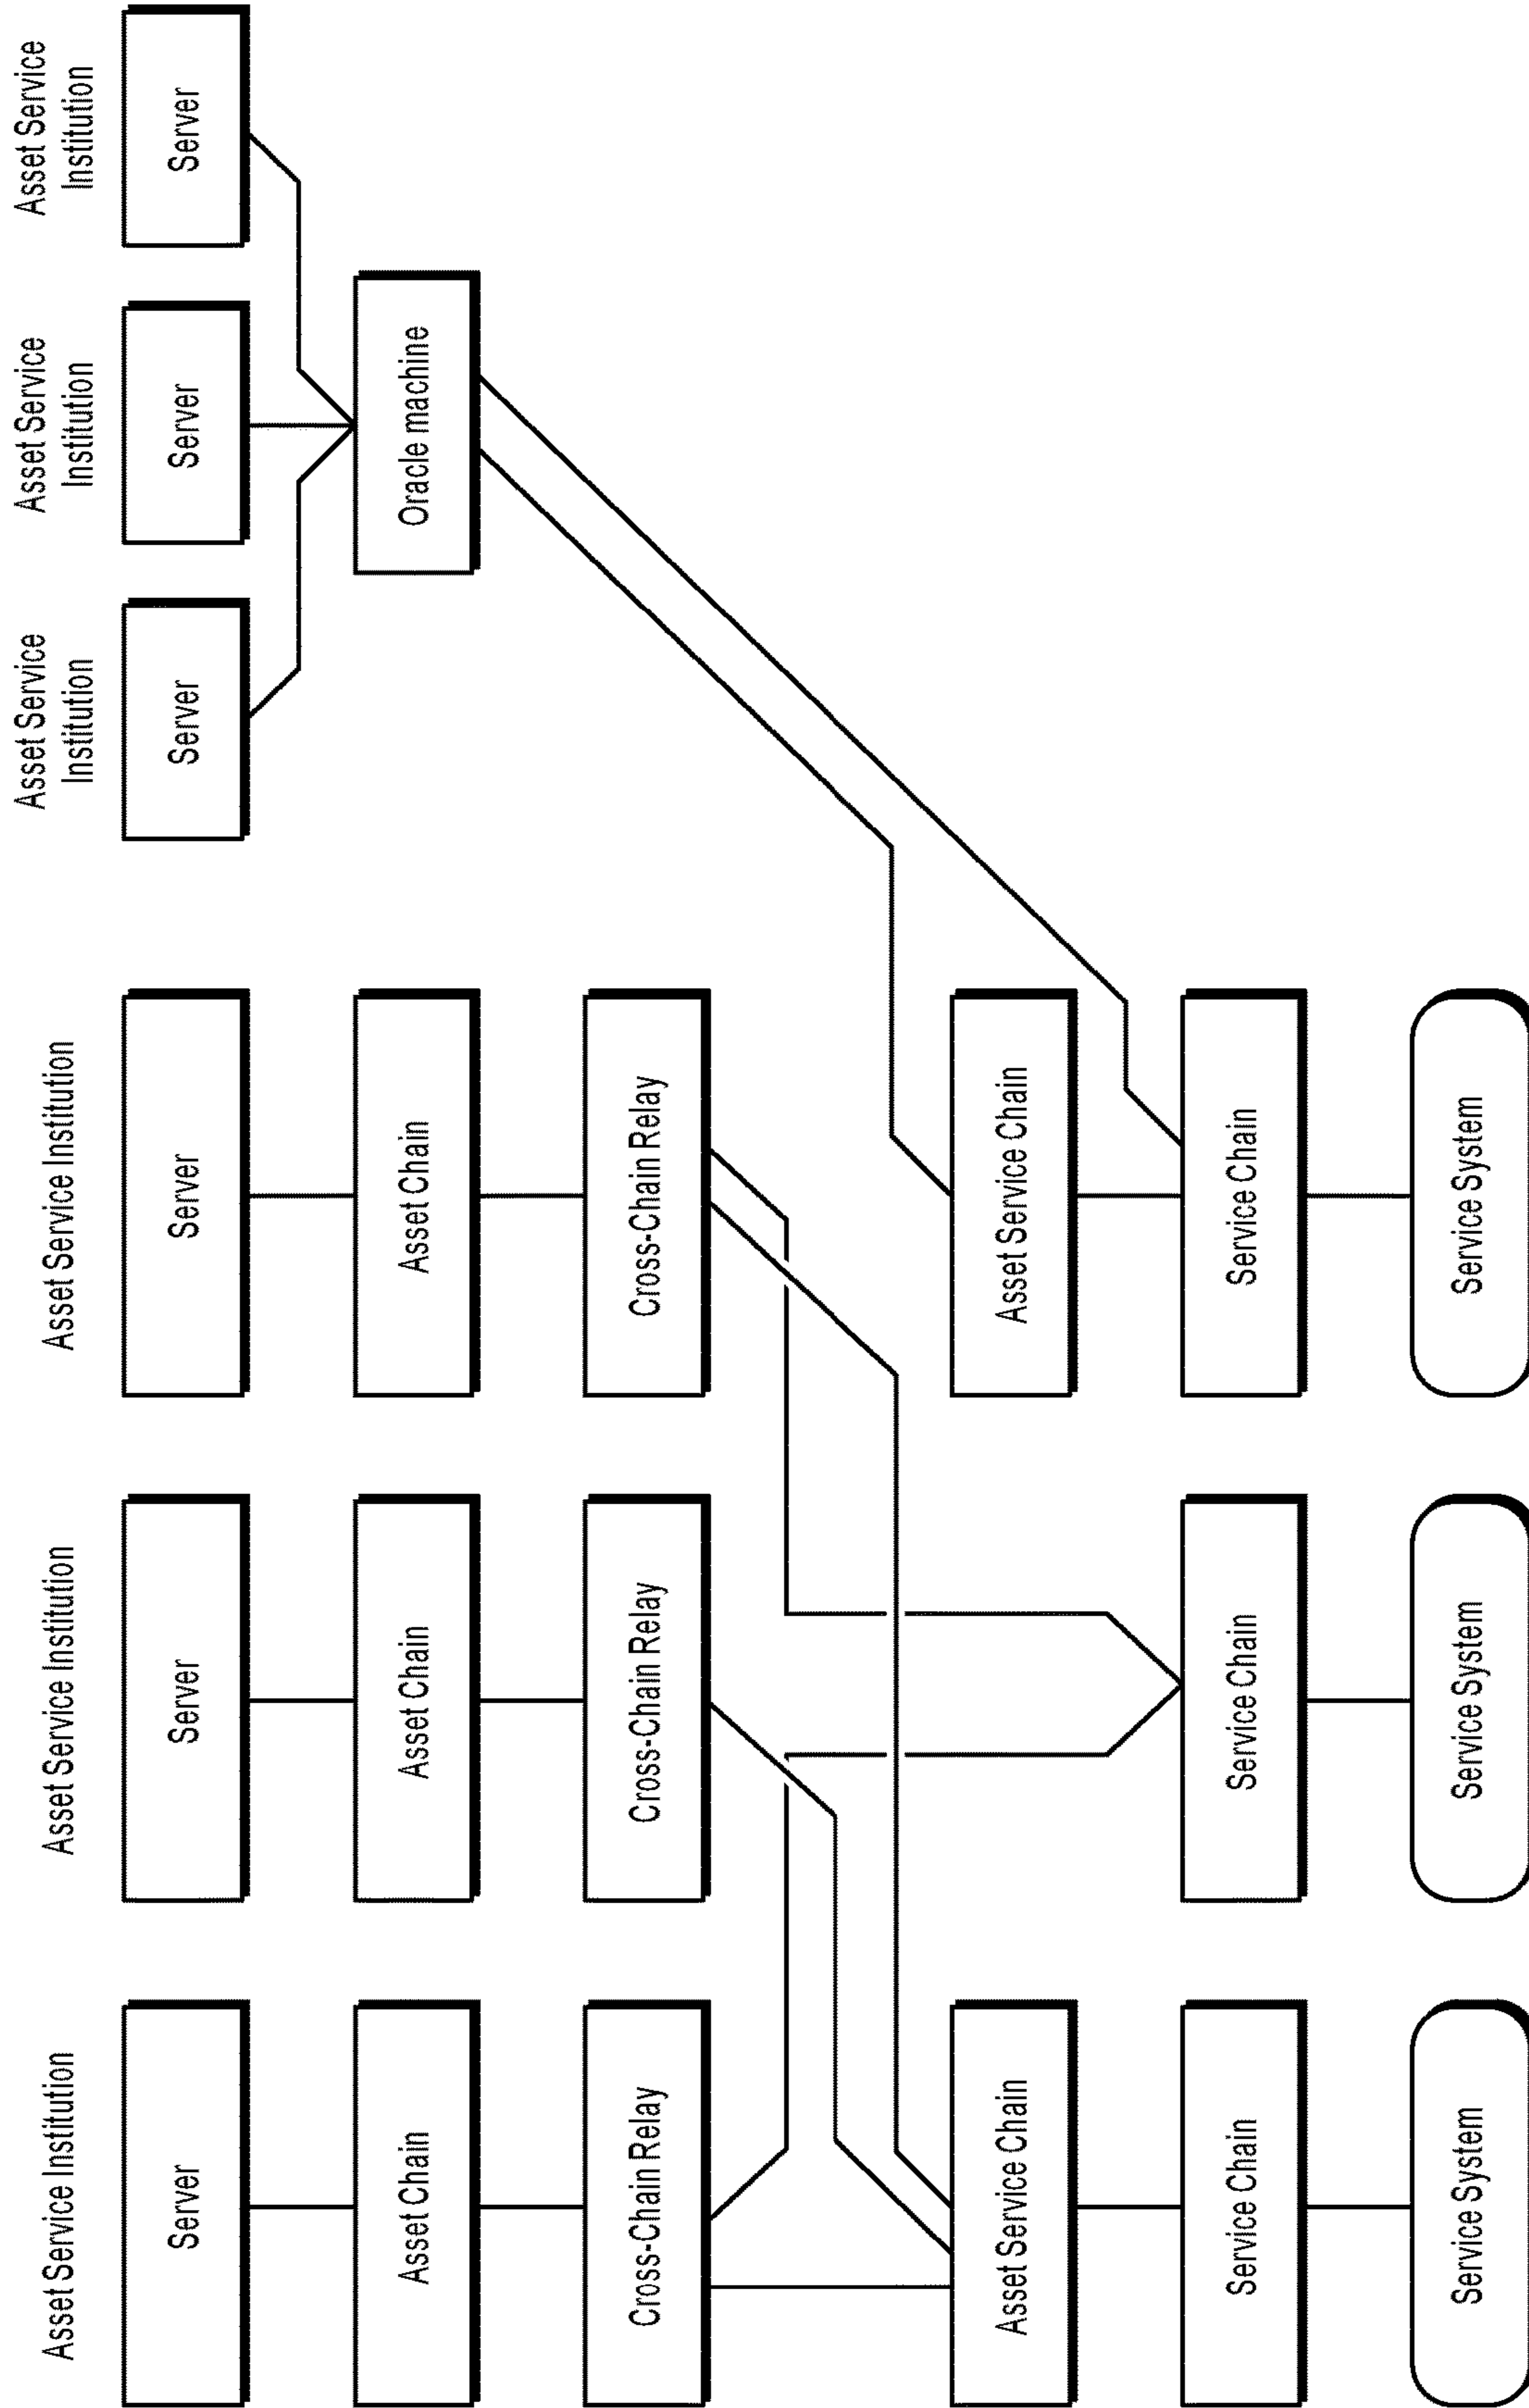 Asset Service Institution
Asset Service Institution
Asset Service Institution
Asset Service
Institution
Asset Service
Institution
Asset Service
Institution
Server
Server
Server
Server
Server
Server
Asset Chain
Asset Chain
Asset Chain
Oracle machine
Cross-Chain Relay
Cross-Chain Relay
Cross-Chain Relay
Asset Service Chain
Asset Service Chain
Service Chain
Service Chain
Service Chain
Service System
Service System
Service System